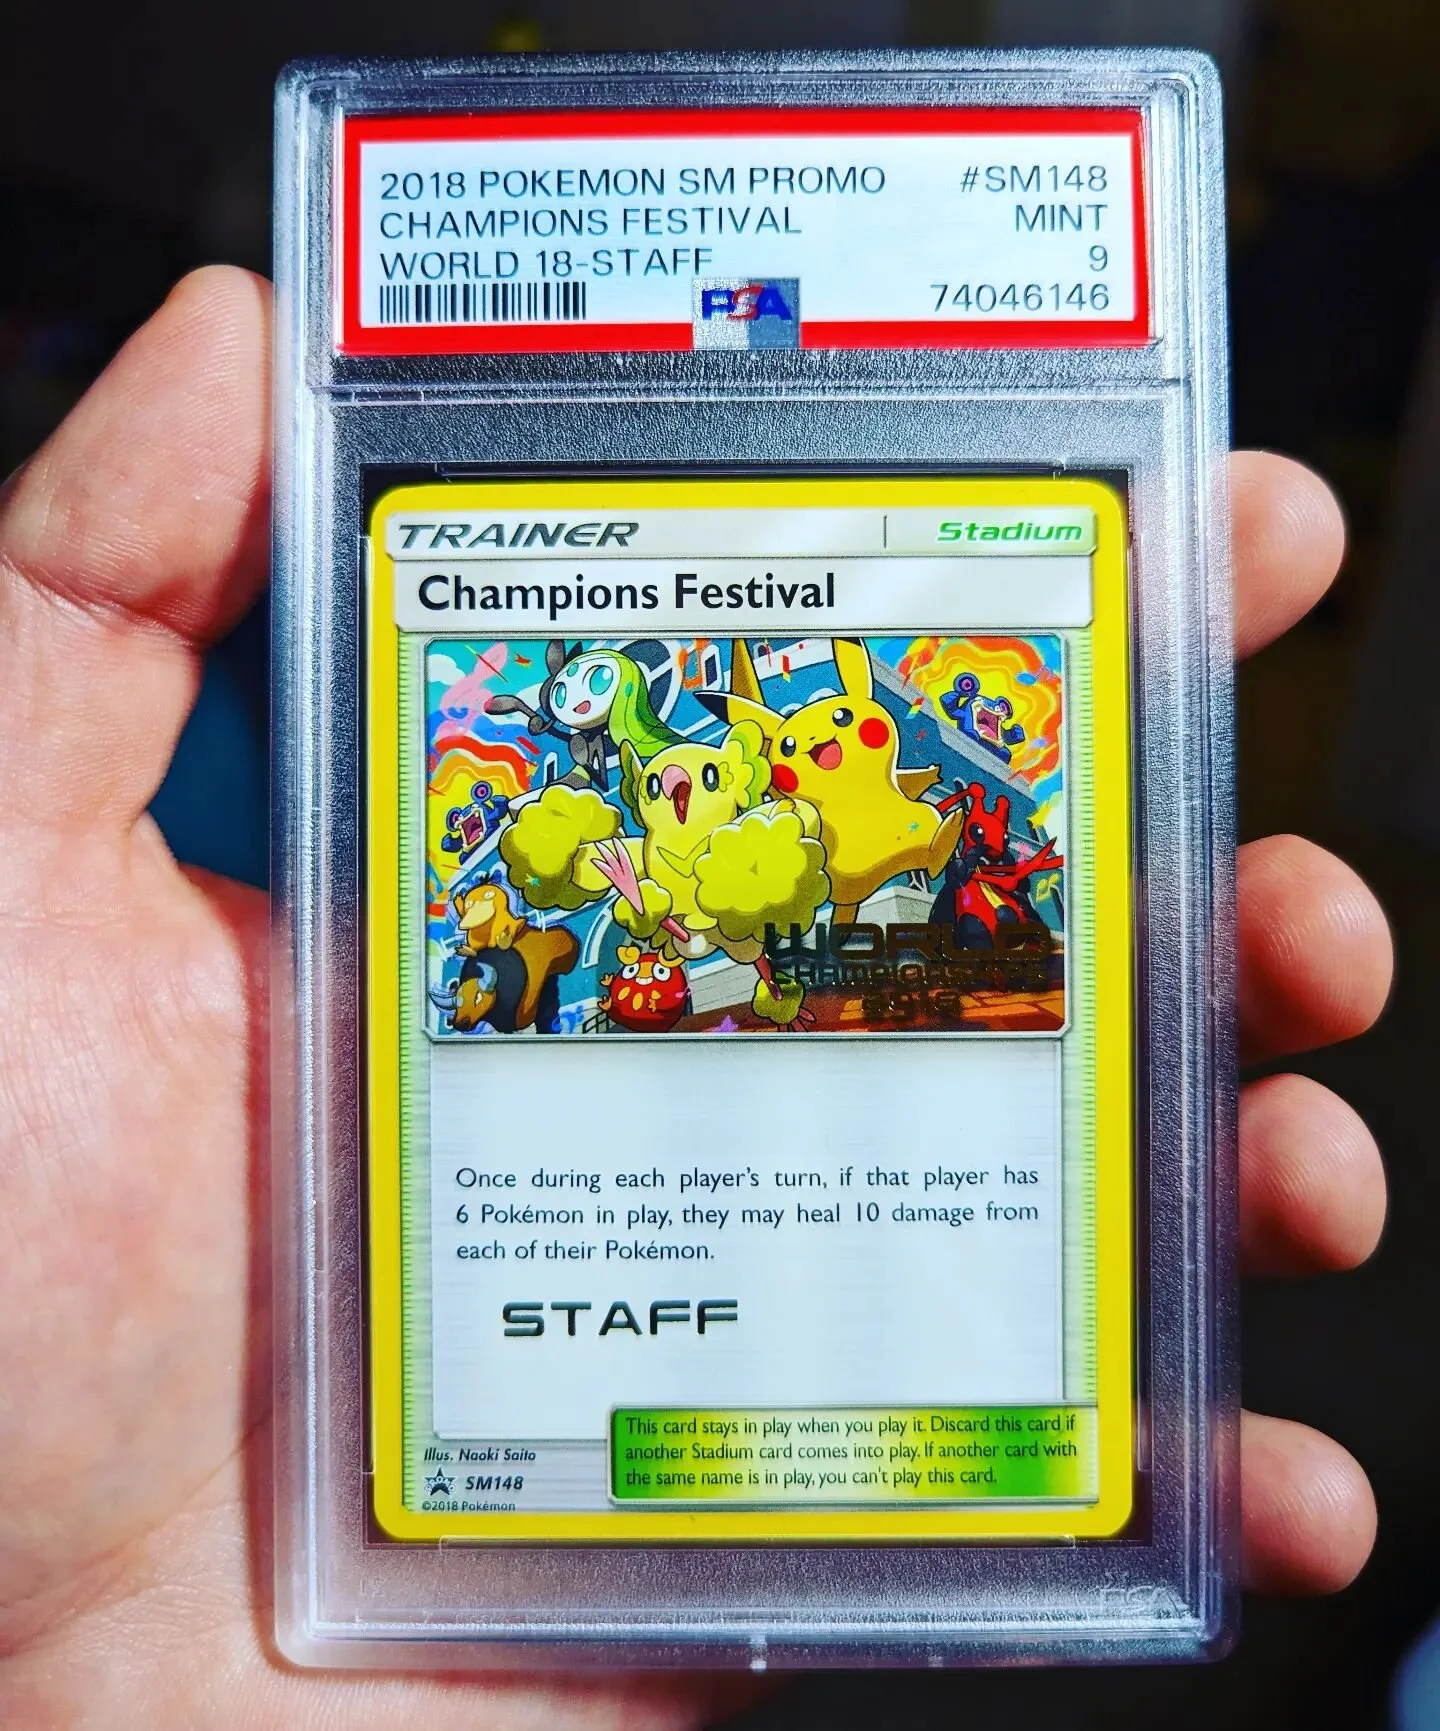 2018 POKEMON SM PROMO #SM148
CHAMPIONS FESTIVAL MINT
WORLD 18-STAFF 9
PSA 74046146
TRAINER Stadium
Champions Festival
WORLD
CHAMPIONSHIPS
2018
Once during each player's turn, if that player has
6 Pokémon in play, they may heal 10 damage from
each of their Pokémon.
STAFF
This card stays in play when you play it. Discard this card if
another Stadium card comes into play. If another card with
the same name is in play, you can't play this card.
Illus. Naoki Saito
SM148
©2018 Pokémon
PSA